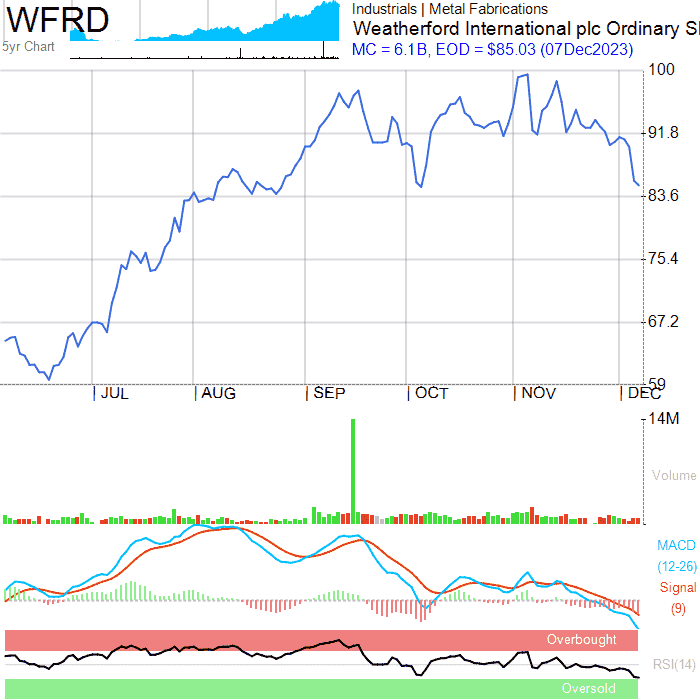 WFRD
5yr Chart
Industrials | Metal Fabrications
Weatherford International plc Ordinary
MC = 6.1B, EOD = $85.03 (07Dec2023)
100
91.8
83.6
75.4
67.2
59
JUL AUG SEP OCT NOV DEC
14M
Volume
MACD
(12-26)
Signal
(9)
Overbought
RSI(14)
Oversold